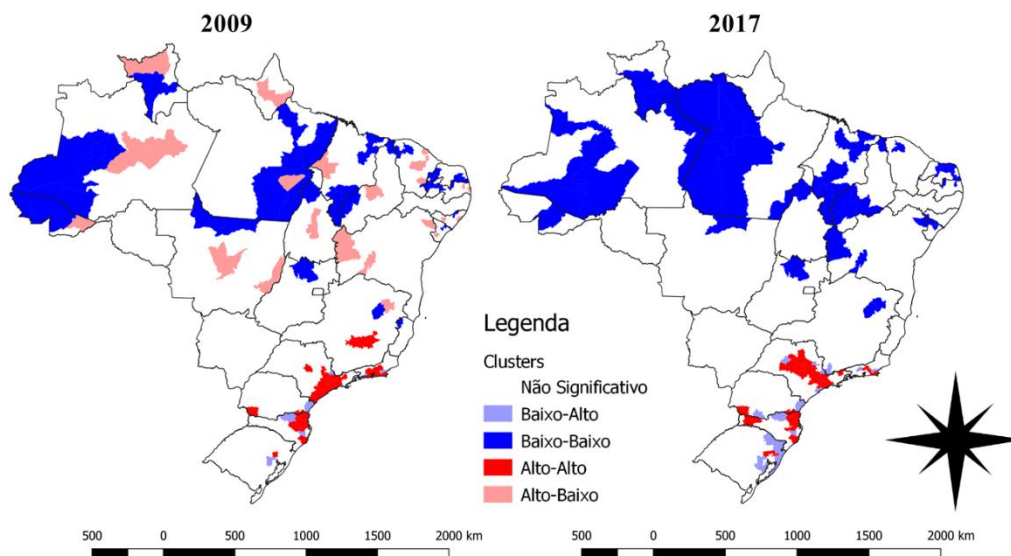 2009
2017
Legenda
Clusters
Não Significativo
Baixo-Alto
Baixo-Baixo
Alto-Alto
Alto-Baixo
500 0 500 1000 1500 2000 km
500 0 500 1000 1500 2000 km